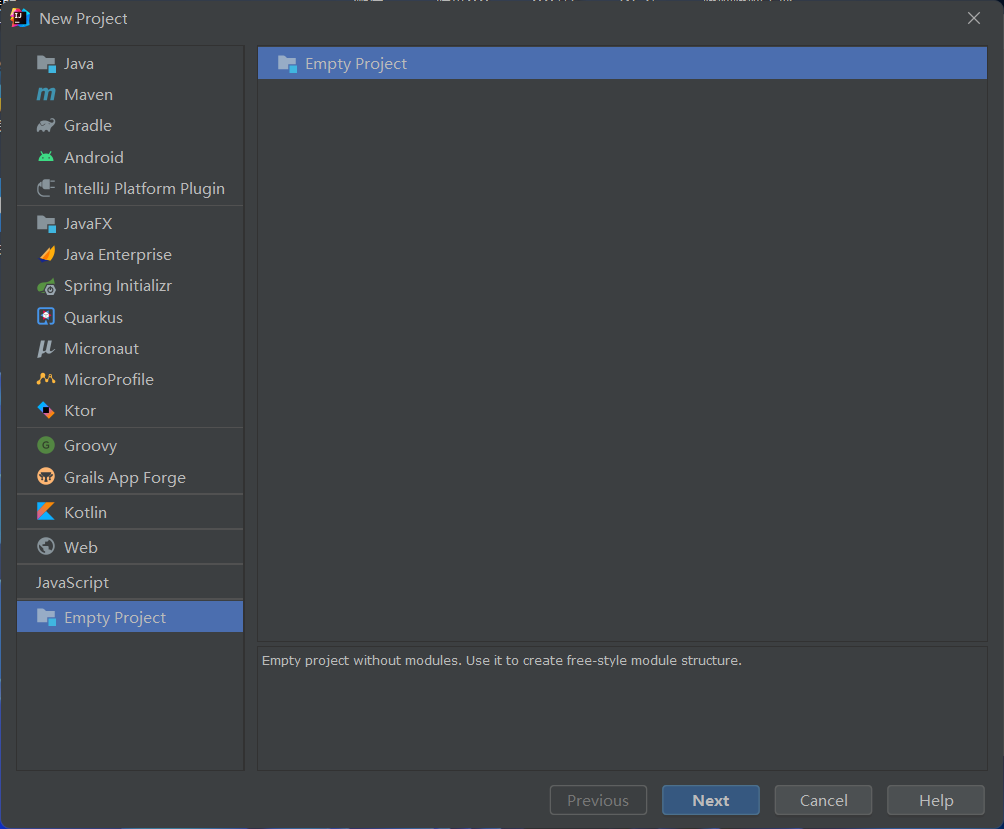 New Project
Java
Maven
Gradle
Android
IntelliJ Platform Plugin
JavaFX
Java Enterprise
Spring Initializr
Quarkus
Micronaut
MicroProfile
Ktor
Groovy
Grails App Forge
Kotlin
Web
JavaScript
Empty Project
Empty Project
Empty project without modules. Use it to create free-style module structure.
Previous
Next
Cancel
Help